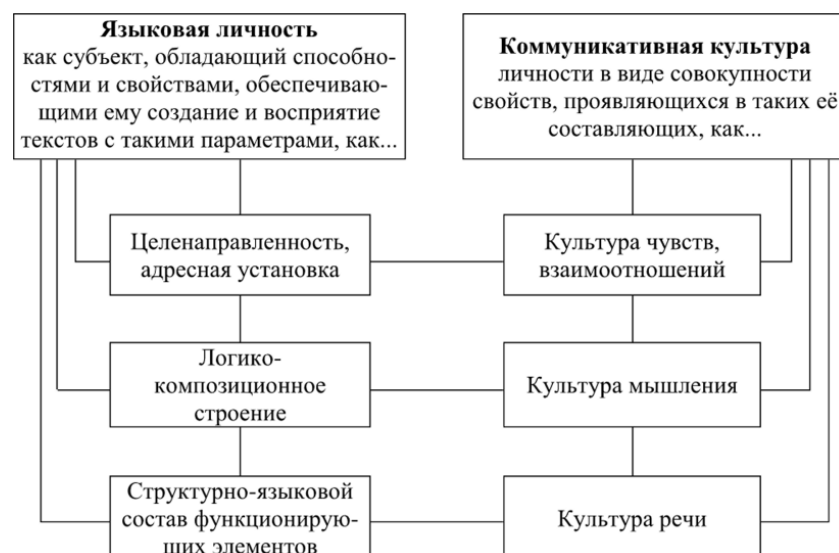 Языковая личность
как субъект, обладающий способно-
стями и свойствами, обеспечиваю-
щими ему создание и восприятие
текстов с такими параметрами, как...
Коммуникативная культура
личности в виде совокупности
свойств, проявляющихся в таких её
составляющих, как...
Целенаправленность,
адресная установка
Культура чувств,
взаимоотношений
Логико-
композиционное
строение
Культура мышления
Структурно-языковой
состав функционирую-
щих элементов
Культура речи